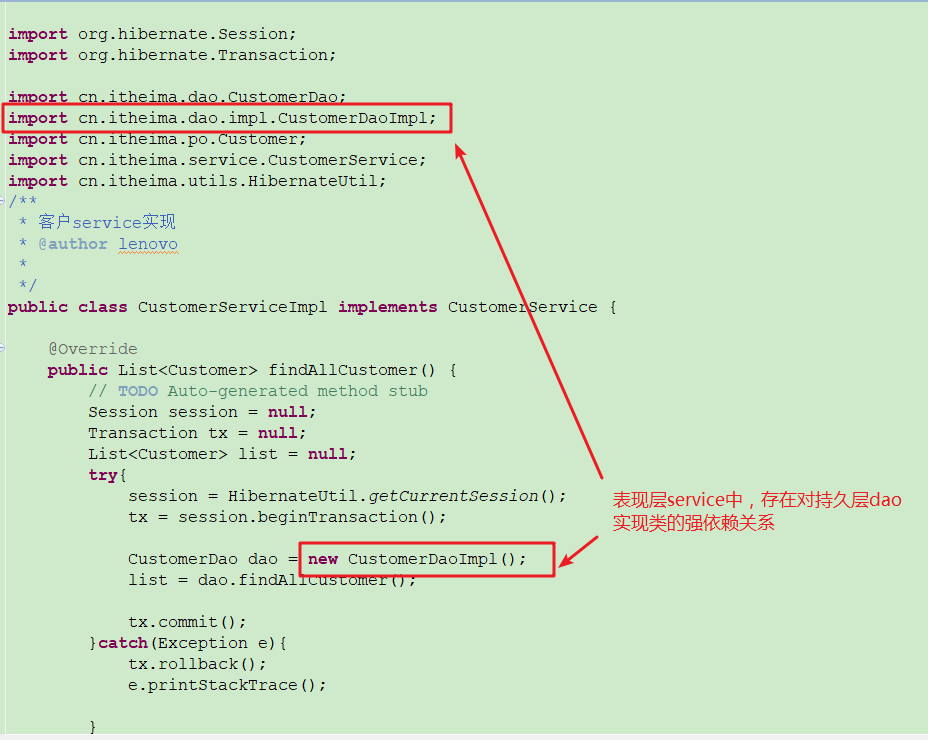 import org.hibernate.Session;
import org.hibernate.Transaction;
import cn.itheima.dao.CustomerDao;
import cn.itheima.dao.impl.CustomerDaoImpl;
import cn.itheima.po.Customer;
import cn.itheima.service.CustomerService;
import cn.itheima.utils.HibernateUtil;
/**
 * 客户service实现
 * @author lenovo
 *
 */
public class CustomerServiceImpl implements CustomerService {
    @Override
    public List<Customer> findAllCustomer() {
        // TODO Auto-generated method stub
        Session session = null;
        Transaction tx = null;
        List<Customer> list = null;
        try{
            session = HibernateUtil.getCurrentSession();
            tx = session.beginTransaction();
            CustomerDao dao = new CustomerDaoImpl();
            list = dao.findAllCustomer();
            tx.commit();
        }catch(Exception e){
            tx.rollback();
            e.printStackTrace();
        }
表现层service中，存在对持久层dao
实现类的强依赖关系